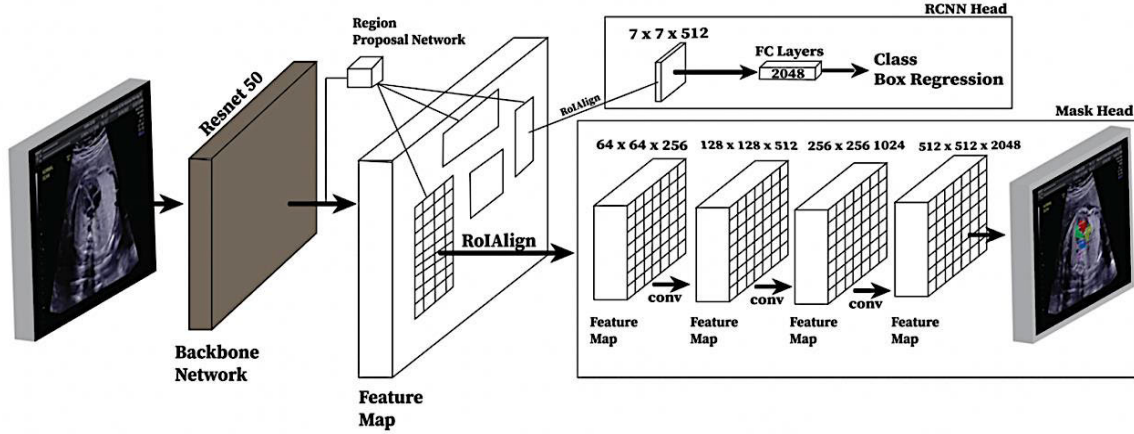 RCNN Head
Region
Proposal Network
7 x 7 x 512
FC Layers
2048
Class
Box Regression
Resnet 50
RoIAlign
Mask Head
64 x 64 x 256
128 x 128 x 512
256 x 256 1024
512 x 512 x 2048
RoIAlign
conv
conv
conv
Feature
Map
Feature
Map
Feature
Map
Feature
Map
Backbone
Network
Feature
Map